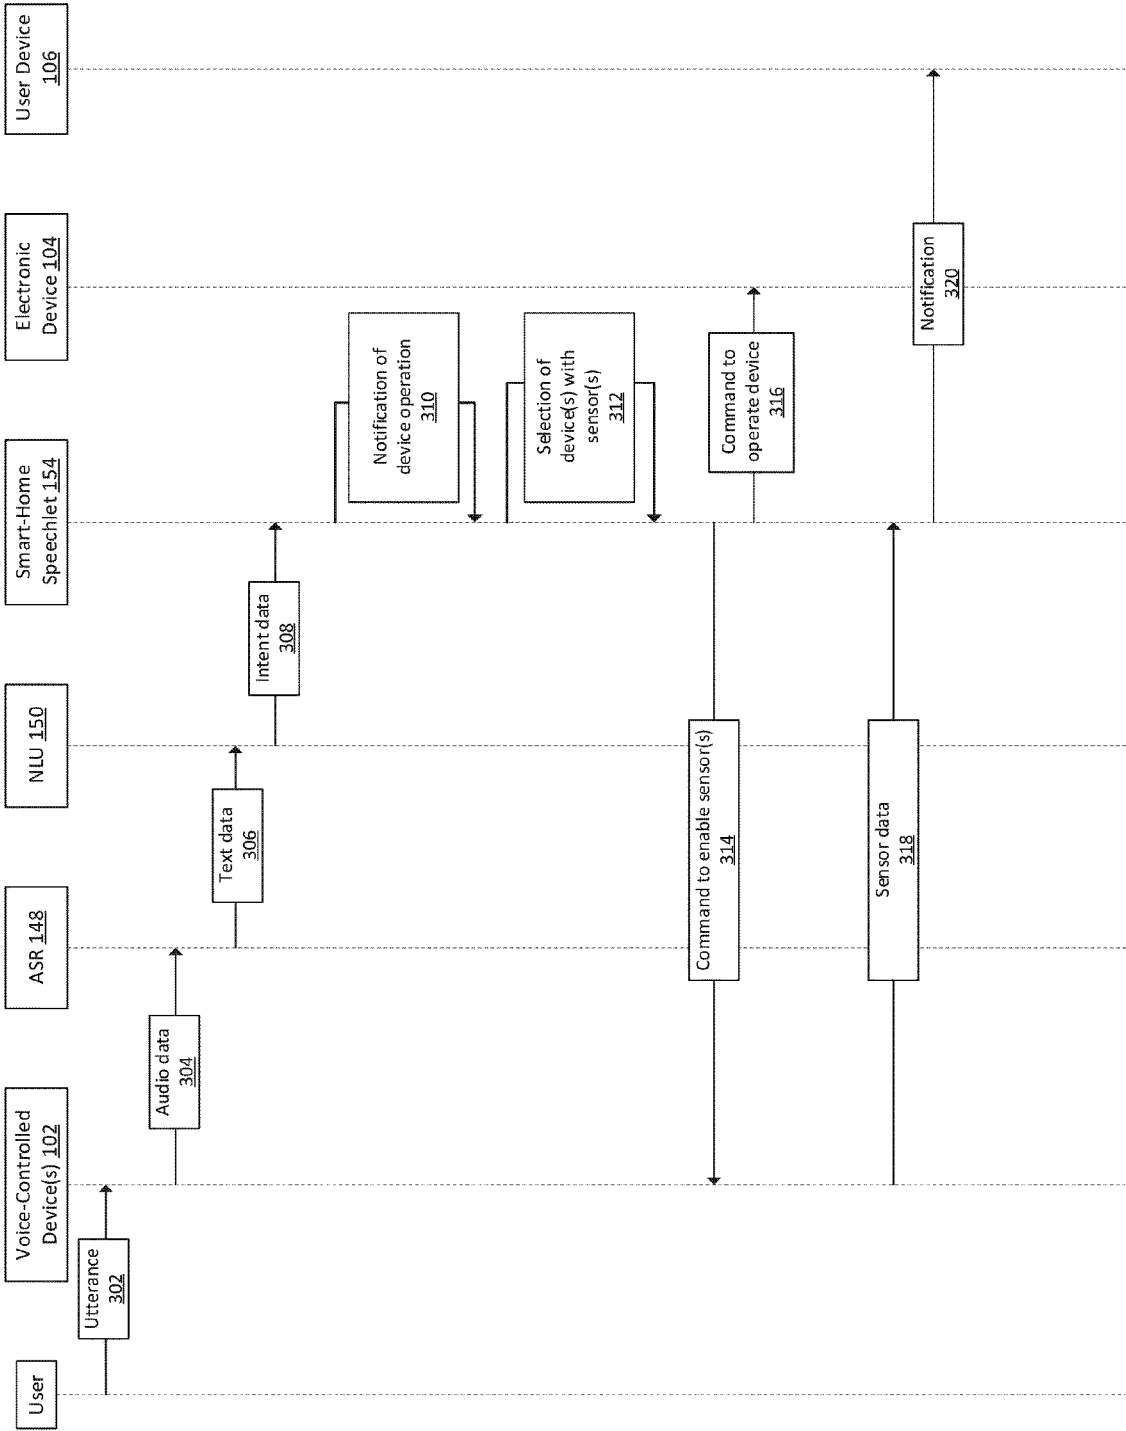 User
Voice-Controlled
Device(s) 102
ASR 148
NLU 150
Smart-Home
Speechlet 154
Electronic
Device 104
User Device
106
Utterance
302
Audio data
304
Text data
306
Intent data
308
Notification of
device operation
310
Selection of
device(s) with
sensor(s)
312
Command to enable sensor(s)
314
Command to
operate device
316
Sensor data
318
Notification
320